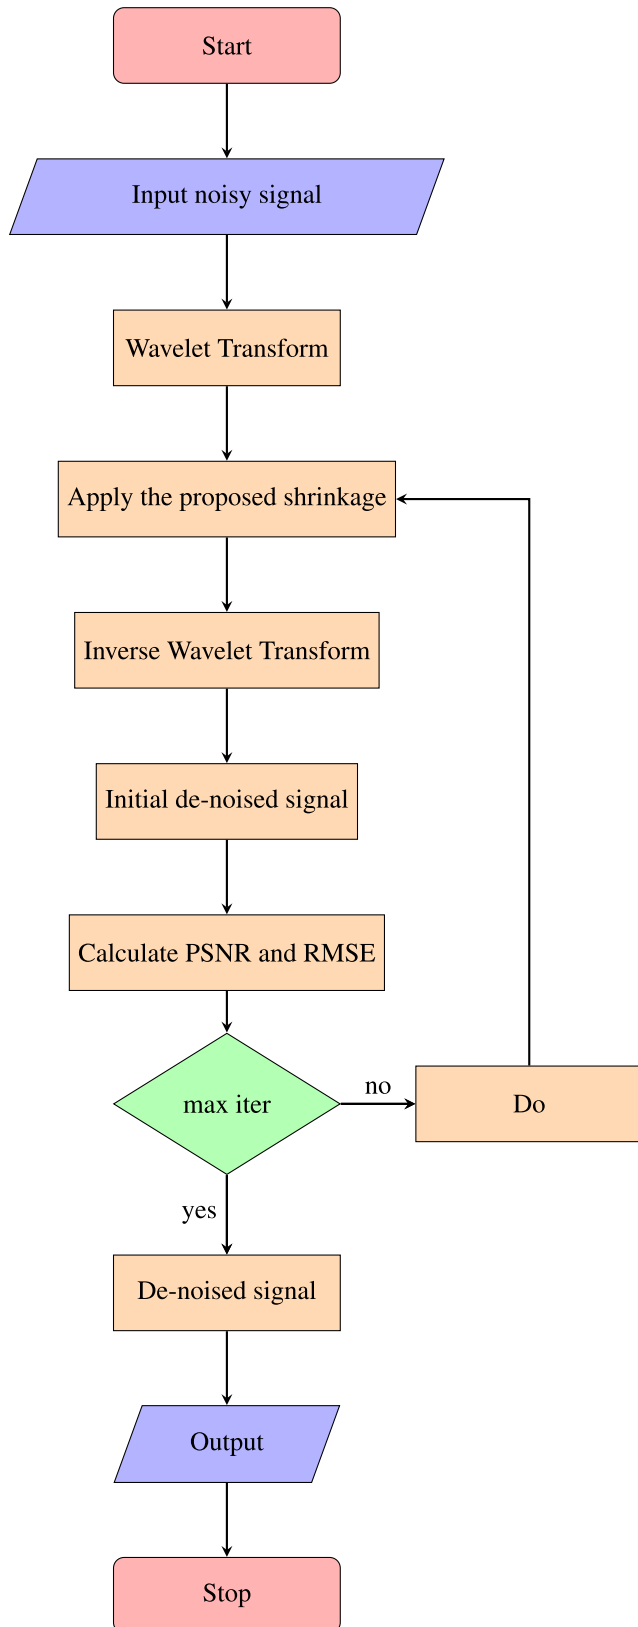 Start
Input noisy signal
Wavelet Transform
Apply the proposed shrinkage
Inverse Wavelet Transform
Initial de-noised signal
Calculate PSNR and RMSE
max iter
no
Do
yes
De-noised signal
Output
Stop